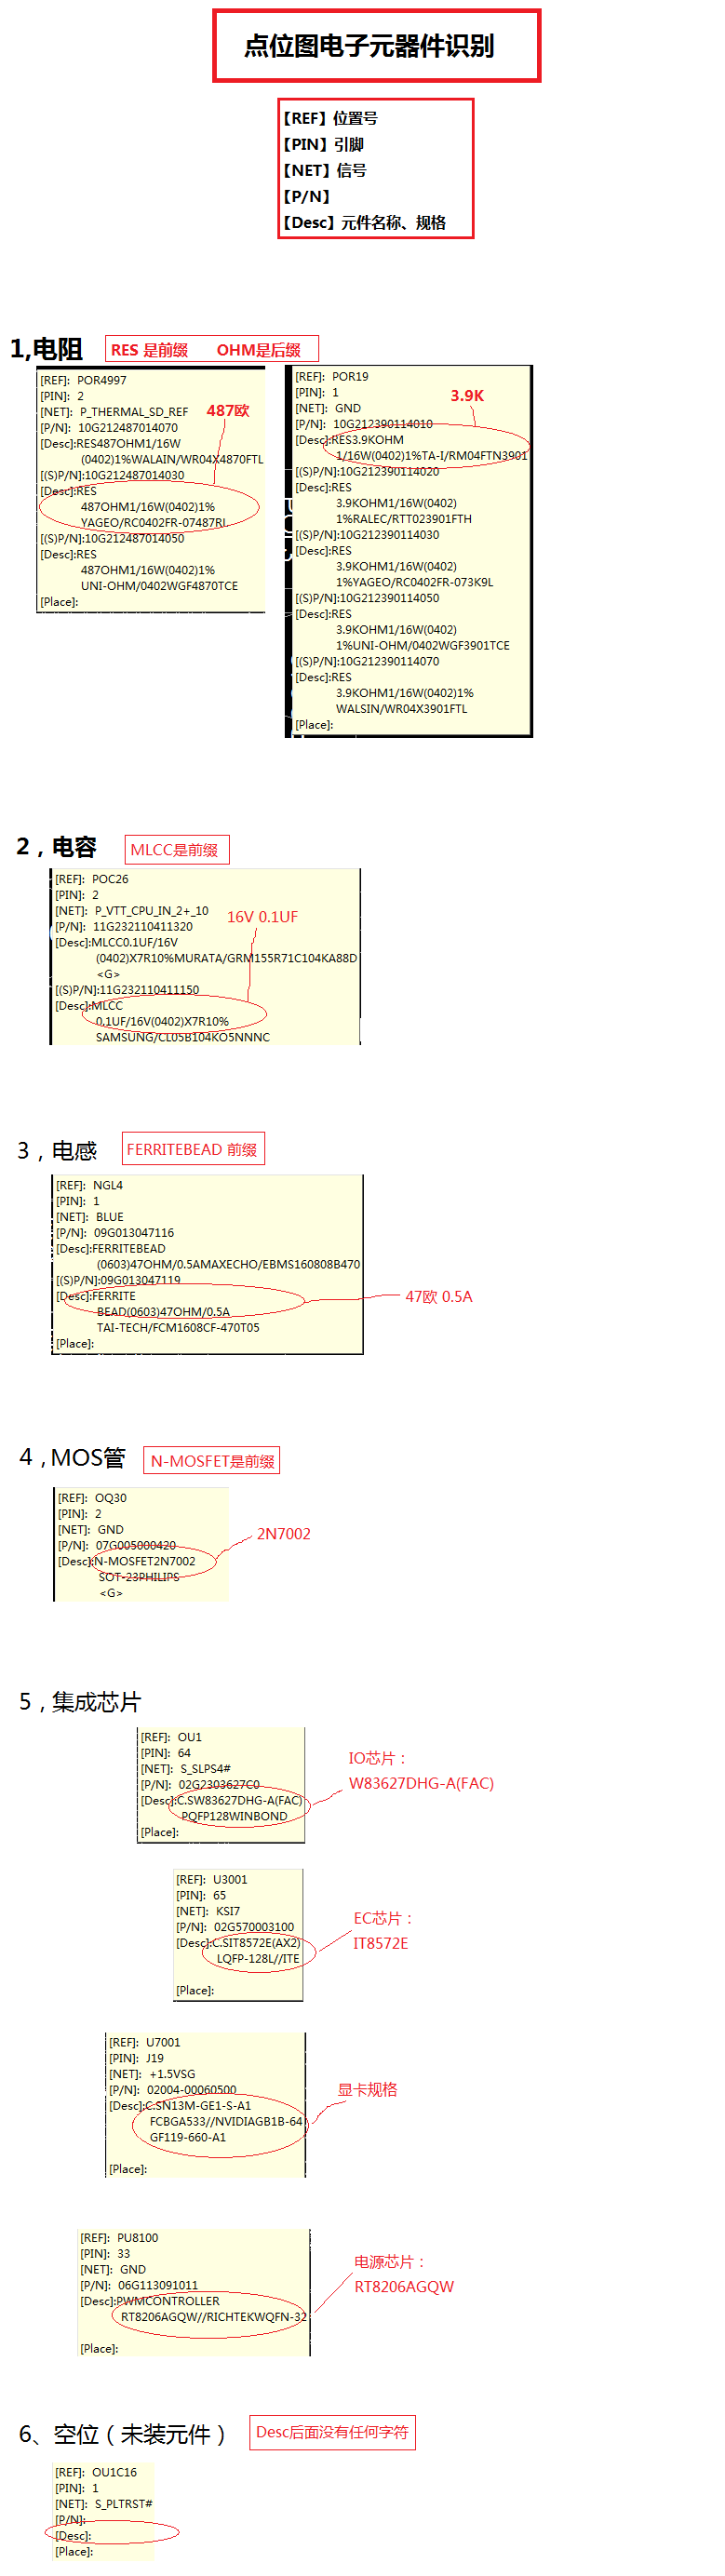 点位图电子元器件识别
【REF】位置号
【PIN】引脚
【NET】信号
【P/N】
【Desc】元件名称、规格
1,电阻
RES 是前缀 OHM是后缀
[REF]: POR4997
[PIN]: 2
[NET]: P_THERMAL_SD_REF
487欧
[P/N]: 10G212487014070
[Desc]:RES487OHM1/16W
(0402)1%WALAIN/WR04X4870FTL
[(S)P/N]:10G212487014030
[Desc]:RES
487OHM1/16W(0402)1%
YAGEO/RC0402FR-07487RL
[(S)P/N]:10G212487014050
[Desc]:RES
487OHM1/16W(0402)1%
UNI-OHM/0402WGF4870TCE
[Place]:
[REF]: POR19
[PIN]: 1
3.9K
[NET]: GND
[P/N]: 10G212390114010
[Desc]:RES3.9KOHM
1/16W(0402)1%TA-I/RM04FTN3901
[(S)P/N]:10G212390114020
[Desc]:RES
3.9KOHM1/16W(0402)
1%RALEC/RTT023901FTH
[(S)P/N]:10G212390114030
[Desc]:RES
3.9KOHM1/16W(0402)
1%YAGEO/RC0402FR-073K9L
[(S)P/N]:10G212390114050
[Desc]:RES
3.9KOHM1/16W(0402)
1%UNI-OHM/0402WGF3901TCE
[(S)P/N]:10G212390114070
[Desc]:RES
3.9KOHM1/16W(0402)1%
WALSIN/WR04X3901FTL
[Place]:
2，电容
MLCC是前缀
[REF]: POC26
[PIN]: 2
[NET]: P_VTT_CPU_IN_2+_10
16V 0.1UF
[P/N]: 11G232110411320
[Desc]:MLCC0.1UF/16V
(0402)X7R10%MURATA/GRM155R71C104KA88D
<G>
[(S)P/N]:11G232110411150
[Desc]:MLCC
0.1UF/16V(0402)X7R10%
SAMSUNG/CL05B104KO5NNNC
3，电感
FERRITEBEAD 前缀
[REF]: NGL4
[PIN]: 1
[NET]: BLUE
[P/N]: 09G013047116
[Desc]:FERRITEBEAD
(0603)47OHM/0.5AMAXECHO/EBMS160808B470
[(S)P/N]:09G013047119
[Desc]:FERRITE
47欧 0.5A
BEAD(0603)47OHM/0.5A
TAI-TECH/FCM1608CF-470T05
[Place]:
4，MOS管
N-MOSFET是前缀
[REF]: OQ30
[PIN]: 2
[NET]: GND
2N7002
[P/N]: 07G005000420
[Desc]:N-MOSFET2N7002
SOT-23PHILIPS
<G>
5，集成芯片
[REF]: OU1
[PIN]: 64
[NET]: S_SLPS4#
[P/N]: 02G2303627C0
[Desc]:C.SW83627DHG-A(FAC)
PQFP128WINBOND
[Place]:
IO芯片：
W83627DHG-A(FAC)
[REF]: U3001
[PIN]: 65
[NET]: KSI7
[P/N]: 02G570003100
[Desc]:C.SIT8572E(AX2)
LQFP-128L//ITE
[Place]:
EC芯片：
IT8572E
[REF]: U7001
[PIN]: J19
[NET]: +1.5VSG
[P/N]: 02004-00060500
[Desc]:C.SN13M-GE1-S-A1
FCBGA533//NVIDIAGB1B-64
GF119-660-A1
[Place]:
显卡规格
[REF]: PU8100
[PIN]: 33
[NET]: GND
[P/N]: 06G113091011
[Desc]:PWMCONTROLLER
RT8206AGQW//RICHTEKWQFN-32
[Place]:
电源芯片：
RT8206AGQW
6、空位（未装元件）
Desc后面没有任何字符
[REF]: OU1C16
[PIN]: 1
[NET]: S_PLTRST#
[P/N]:
[Desc]:
[Place]: